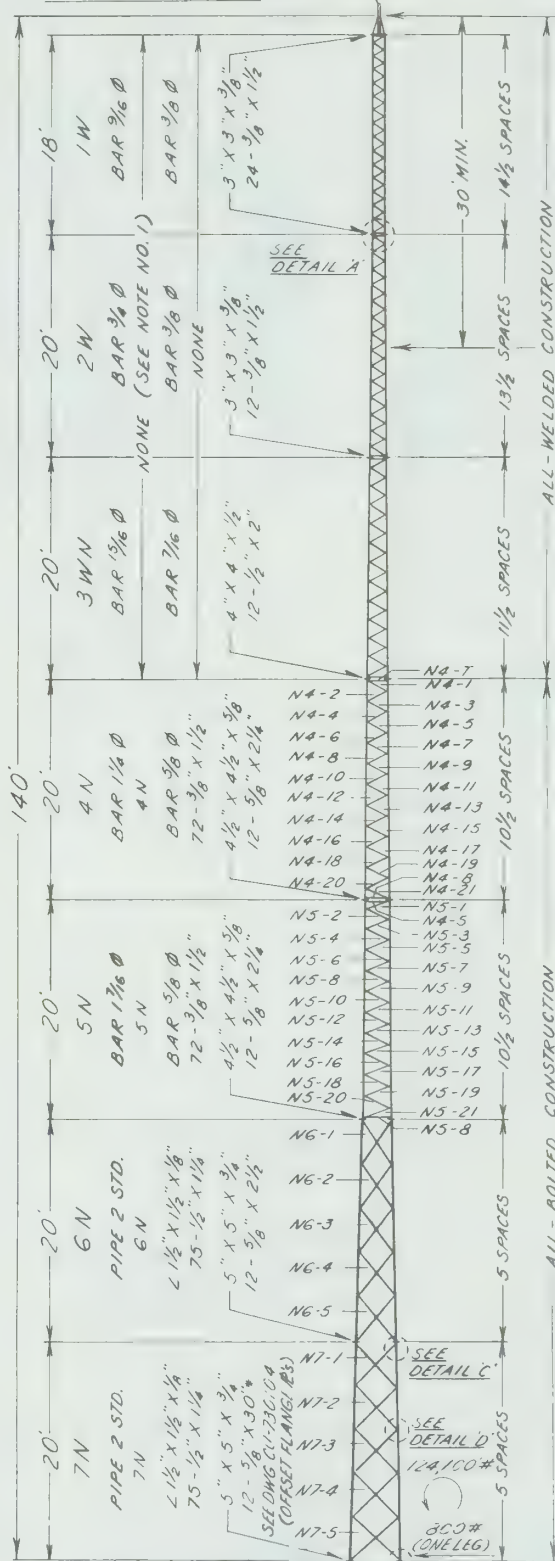 140'
18'
1W
BAR 9/16 Ø
NONE (SEE NOTE NO. 1)
BAR 3/8 Ø
NONE
3" X 3" X 3/8"
24 - 3/8" X 1 1/2"
14 1/2 SPACES
30' MIN.
SEE
DETAIL 'A'
20'
2W
BAR 3/4 Ø
BAR 3/8 Ø
3" X 3" X 3/8"
12 - 3/8" X 1 1/2"
13 1/2 SPACES
20'
3WN
BAR 15/16 Ø
BAR 7/16 Ø
4" X 4" X 1/2"
12 - 1/2" X 2"
11 1/2 SPACES
ALL-WELDED CONSTRUCTION
20'
4N
BAR 1 1/4 Ø
4N
BAR 5/8 Ø
72 - 3/8" X 1 1/2"
4 1/2" X 4 1/2" X 5/8"
12 - 5/8" X 2 1/4"
10 1/2 SPACES
N4-T
N4-1
N4-2
N4-3
N4-4
N4-5
N4-6
N4-7
N4-8
N4-9
N4-10
N4-11
N4-12
N4-13
N4-14
N4-15
N4-16
N4-17
N4-18
N4-19
N4-8
N4-20
N4-21
20'
5N
BAR 1 3/16 Ø
5N
BAR 5/8 Ø
72 - 3/8" X 1 1/2"
4 1/2" X 4 1/2" X 5/8"
12 - 5/8" X 2 1/4"
10 1/2 SPACES
N5-1
N4-5
N5-2
N5-3
N5-4
N5-5
N5-6
N5-7
N5-8
N5-9
N5-10
N5-11
N5-12
N5-13
N5-14
N5-15
N5-16
N5-17
N5-18
N5-19
N5-20
N5-21
N5-8
20'
6N
PIPE 2 STD.
6N
L 1 1/2" X 1 1/2" X 1/8"
75 - 1/2" X 1 1/4"
5" X 5" X 3/4"
12 - 5/8" X 2 1/2"
5 SPACES
N6-1
N6-2
N6-3
N6-4
N6-5
20'
7N
PIPE 2 STD.
7N
L 1 1/2" X 1 1/2" X 1/8"
75 - 1/2" X 1 1/4"
5" X 5" X 3/4"
12 - 5/8" X 30"*
(OFFSET FLANGE
5 SPACES
N7-1
N7-2
N7-3
N7-4
N7-5
SEE
DETAIL 'C'
SEE
DETAIL 'D'
124,100#
800#
(ONE LEG)
ALL-BOLTED CONSTRUCTION